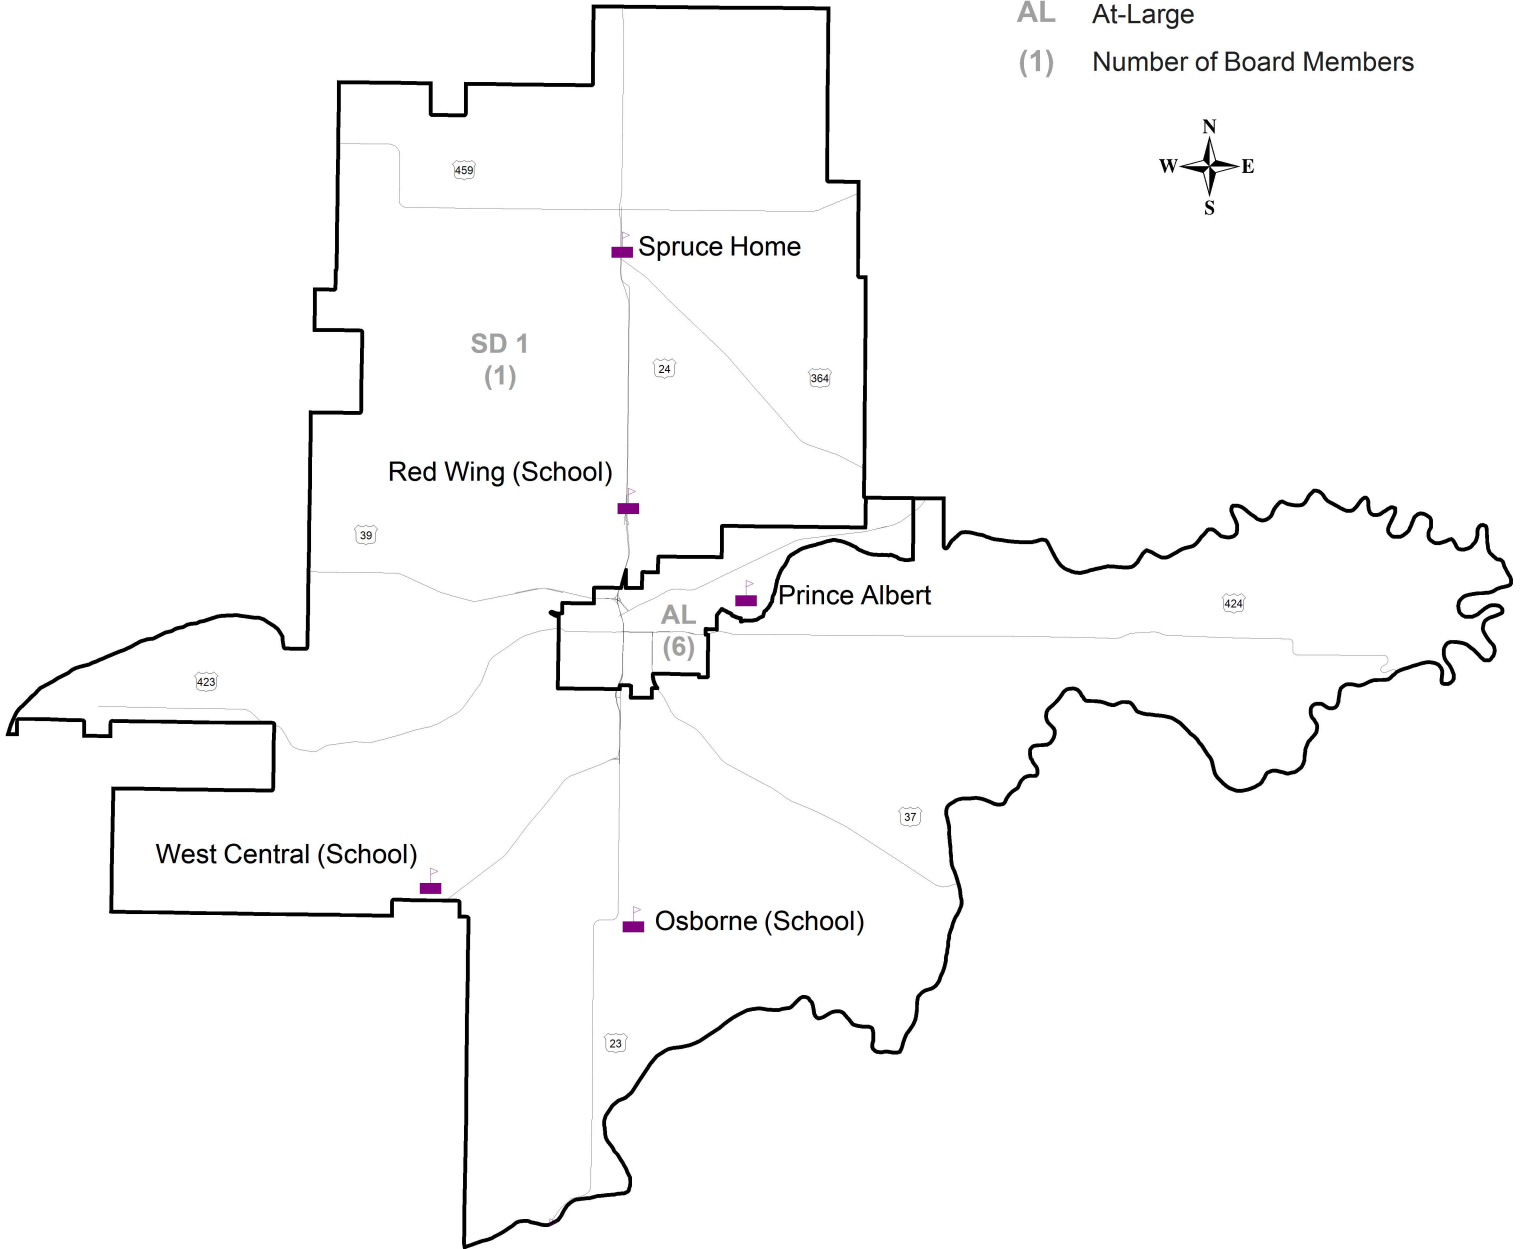 AL At-Large
(1) Number of Board Members
N
W E
S
459
Spruce Home
SD 1
(1)
24
364
Red Wing (School)
39
Prince Albert
AL
(6)
424
423
37
West Central (School)
Osborne (School)
23